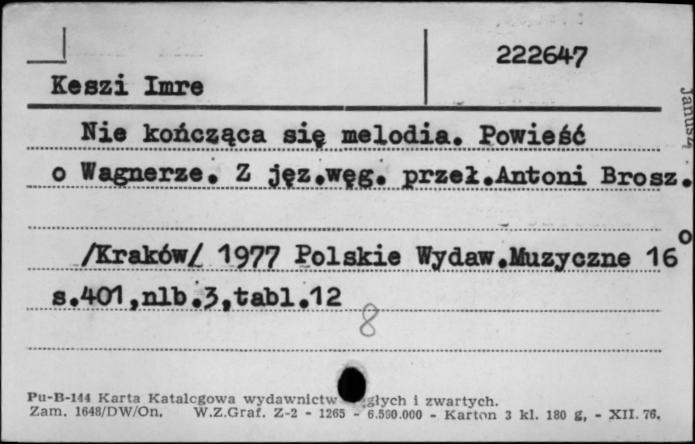 222647
Keszi Imre
Nie kończąca się melodia. Powieść
o Wagnerze. Z jęz.węg. przeł.Antoni Brosz.
/Kraków/ 1977 Polskie Wydaw.Muzyczne 16°
s.401,nlb.3,tabl.12
8
Pu-B-144 Karta Katalogowa wydawnictw głych i zwartych.
Zam. 1648/DW/On. W.Z.Graf. Z-2 - 1265 - 6.500.000 - Karton 3 kl. 180 g, - XII. 76.
Janusz